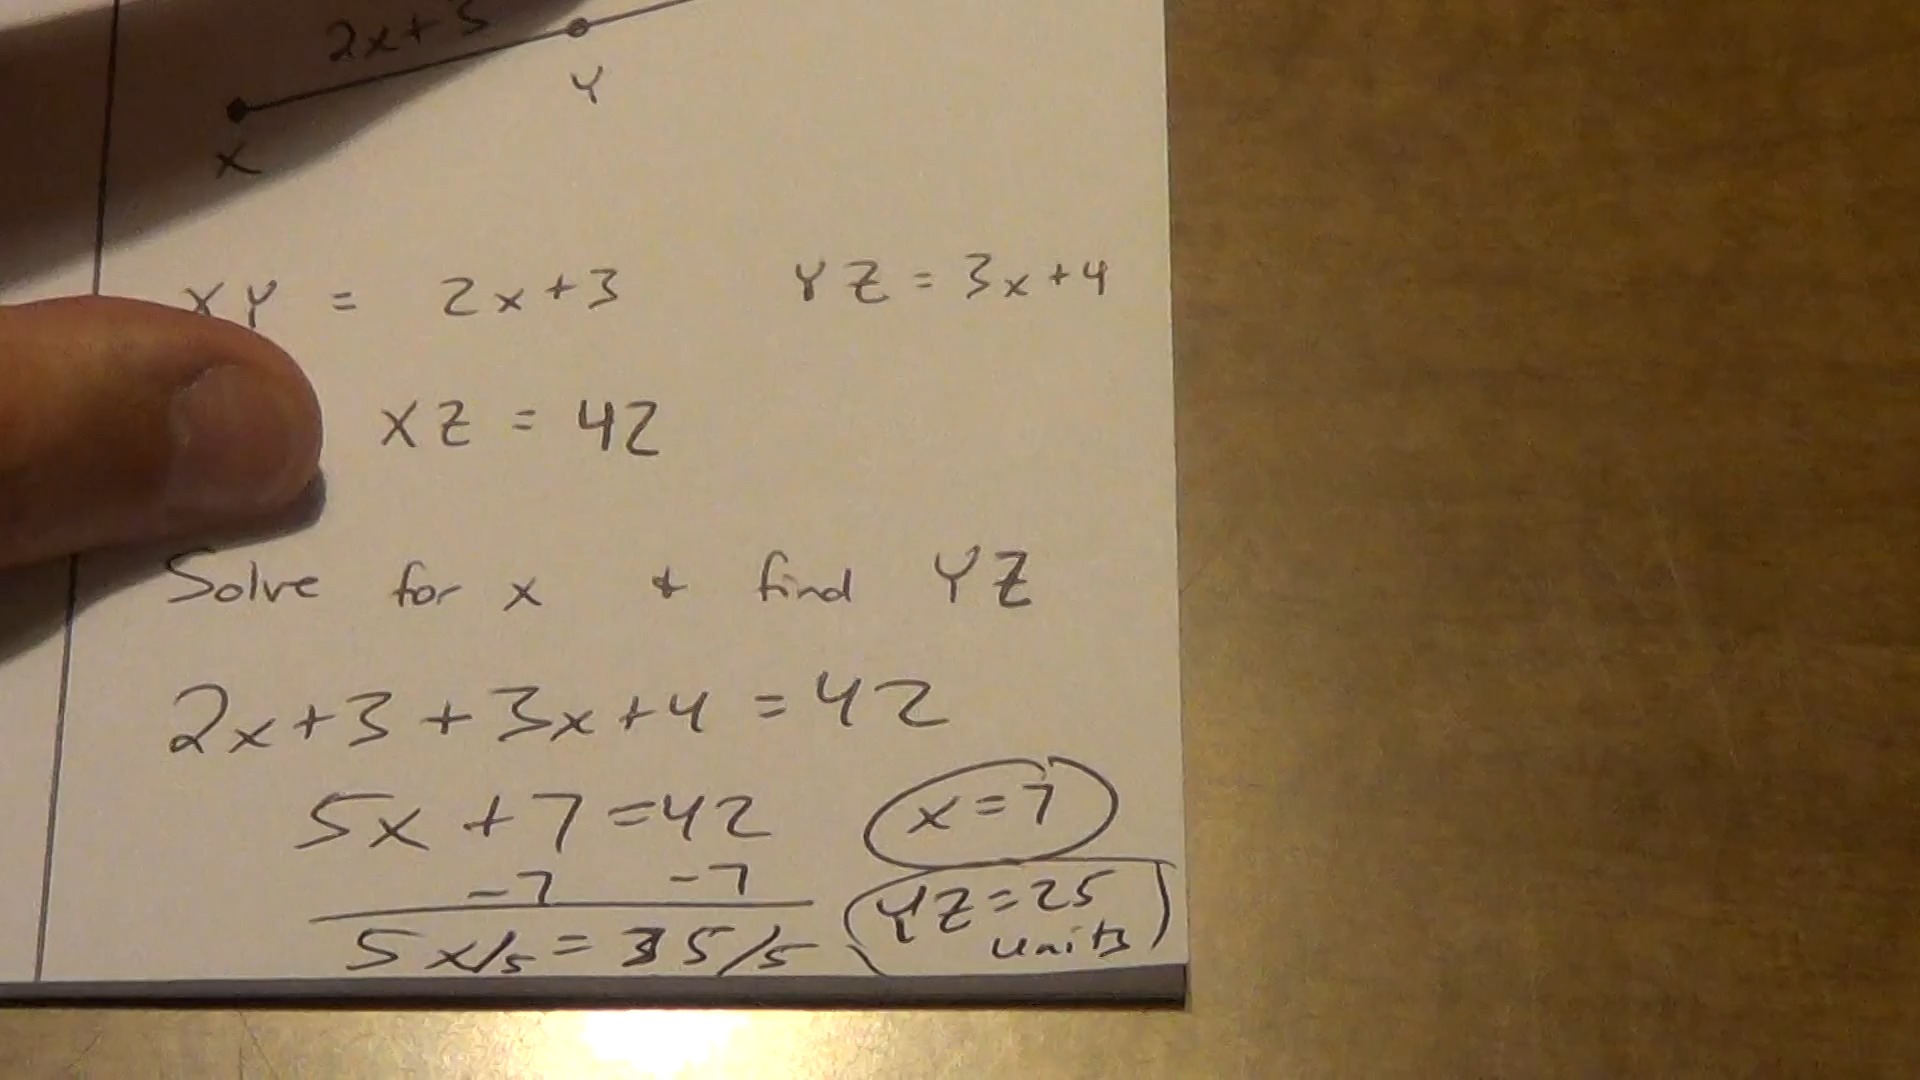 2x+3
Y
X
XY = 2x+3 YZ = 3x+4
XZ = 42
Solve for x + find YZ
2x+3+3x+4=42
5x+7=42 x=7
-7 -7 YZ=25
5x/5=35/5 units